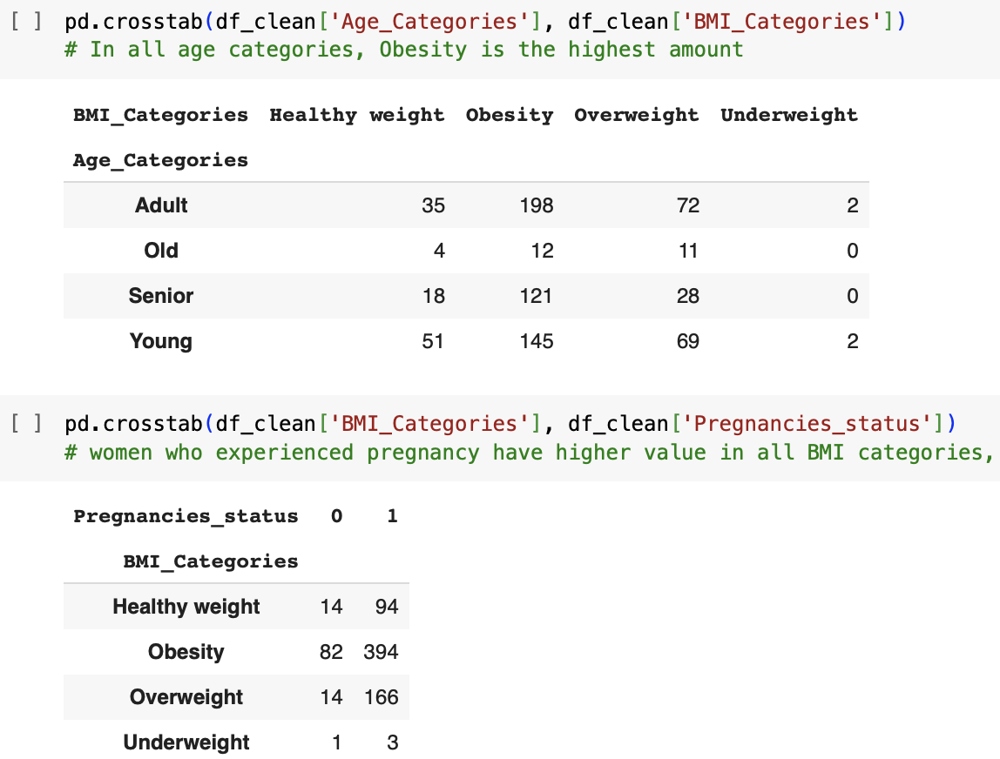 [ ] pd.crosstab(df_clean['Age_Categories'], df_clean['BMI_Categories'])
# In all age categories, Obesity is the highest amount
BMI_Categories Healthy weight Obesity Overweight Underweight
Age_Categories
Adult 35 198 72 2
Old 4 12 11 0
Senior 18 121 28 0
Young 51 145 69 2
[ ] pd.crosstab(df_clean['BMI_Categories'], df_clean['Pregnancies_status'])
# women who experienced pregnancy have higher value in all BMI categories,
Pregnancies_status 0 1
BMI_Categories
Healthy weight 14 94
Obesity 82 394
Overweight 14 166
Underweight 1 3